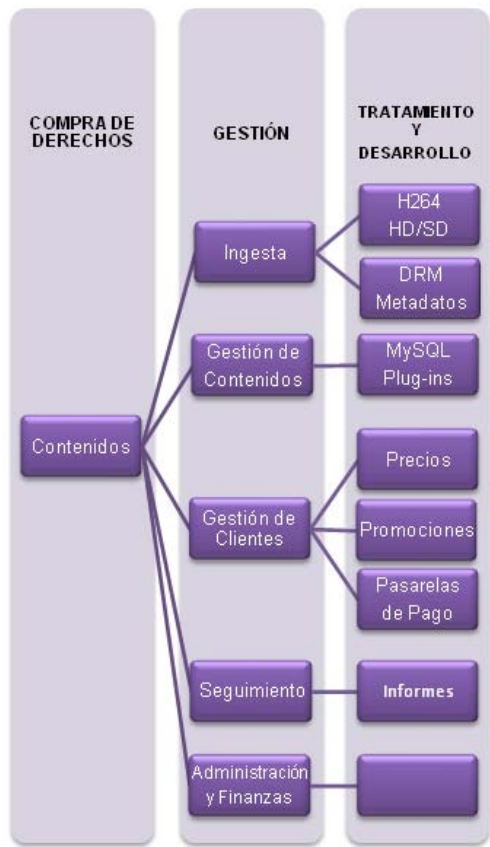 COMPRA DE
DERECHOS
GESTIÓN
TRATAMIENTO
Y
DESARROLLO
Contenidos
Ingesta
H264
HD/SD
DRM
Metadatos
Gestión de
Contenidos
MySQL
Plug-ins
Gestión de
Clientes
Precios
Promociones
Pasarelas
de Pago
Seguimiento
Informes
Administración
y Finanzas